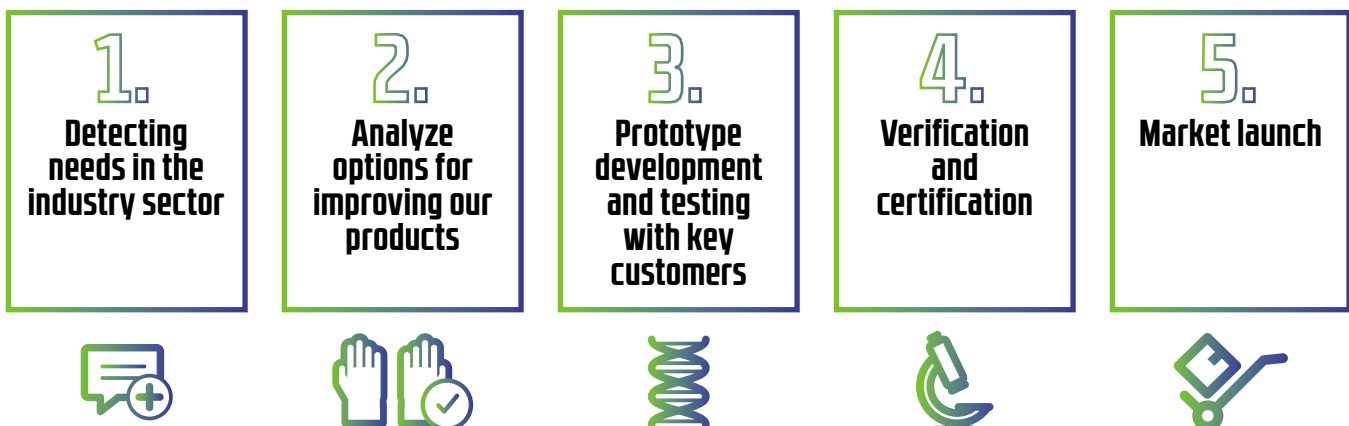 1.
Detecting
needs in the
industry sector
2.
Analyze
options for
improving our
products
3.
Prototype
development
and testing
with key
customers
4.
Verification
and
certification
5.
Market launch